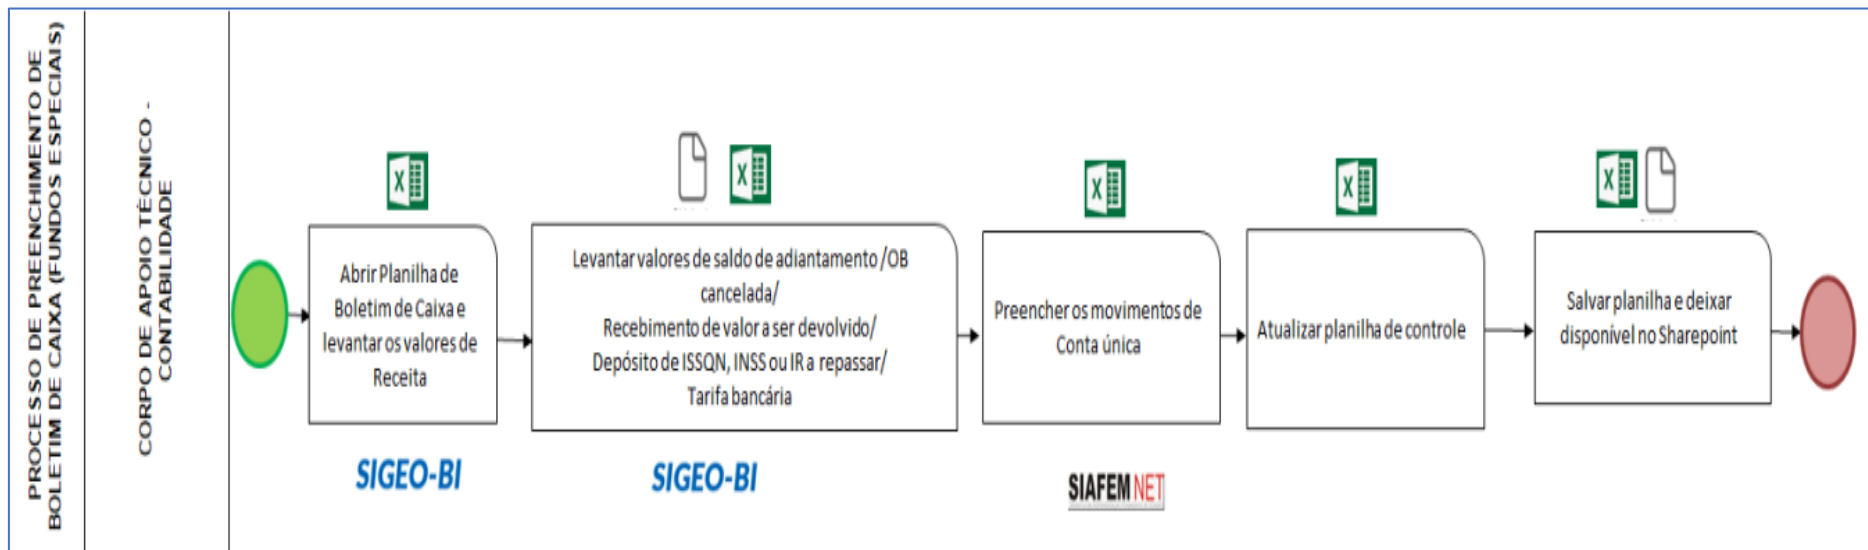 PROCESSO DE PREENCHIMENTO DE
BOLETIM DE CAIXA (FUNDOS ESPECIAIS)
CORPO DE APOIO TÉCNICO -
CONTABILIDADE
Abrir Planilha de
Boletim de Caixa e
levantar os valores de
Receita
SIGEO-BI
Levantar valores de saldo de adiantamento /OB
cancelada/
Recebimento de valor a ser devolvido/
Depósito de ISSQN, INSS ou IR a repassar/
Tarifa bancária
SIGEO-BI
Preencher os movimentos de
Conta única
SIAFEM NET
Atualizar planilha de controle
Salvar planilha e deixar
disponível no Sharepoint